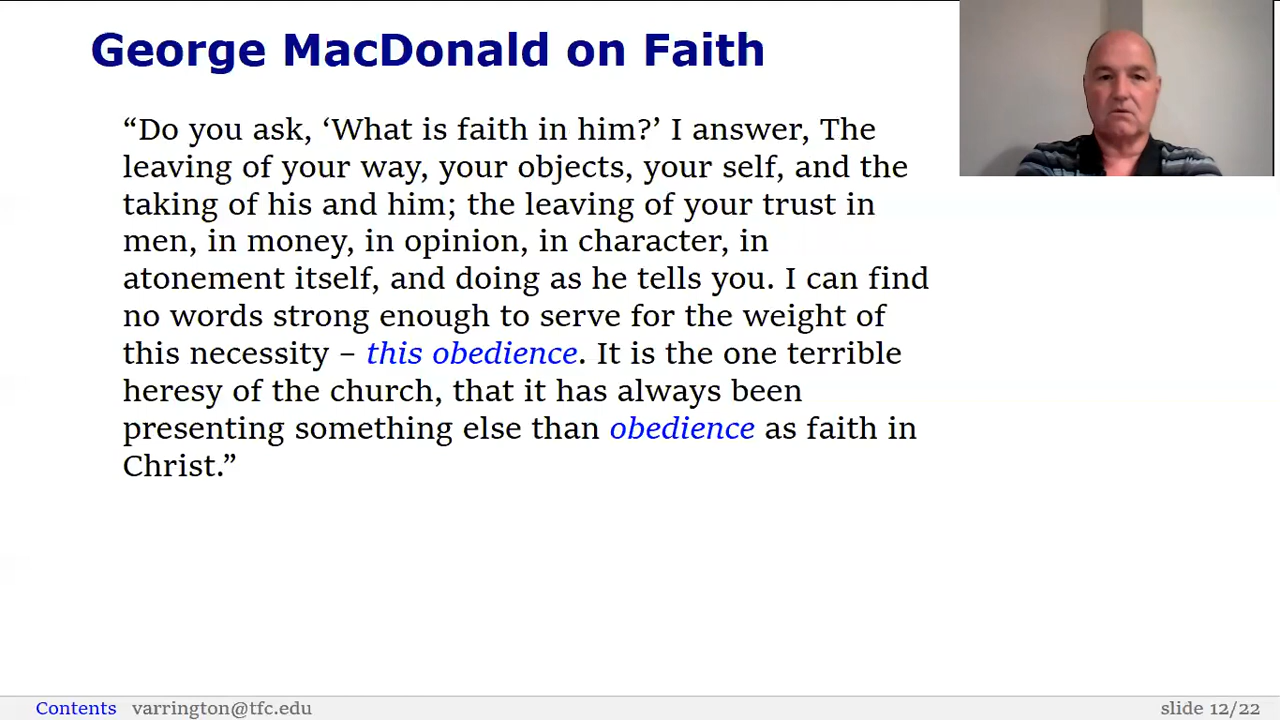 George MacDonald on Faith
“Do you ask, ‘What is faith in him?’ I answer, The
leaving of your way, your objects, your self, and the
taking of his and him; the leaving of your trust in
men, in money, in opinion, in character, in
atonement itself, and doing as he tells you. I can find
no words strong enough to serve for the weight of
this necessity – this obedience. It is the one terrible
heresy of the church, that it has always been
presenting something else than obedience as faith in
Christ.”
Contents varrington@tfc.edu slide 12/22